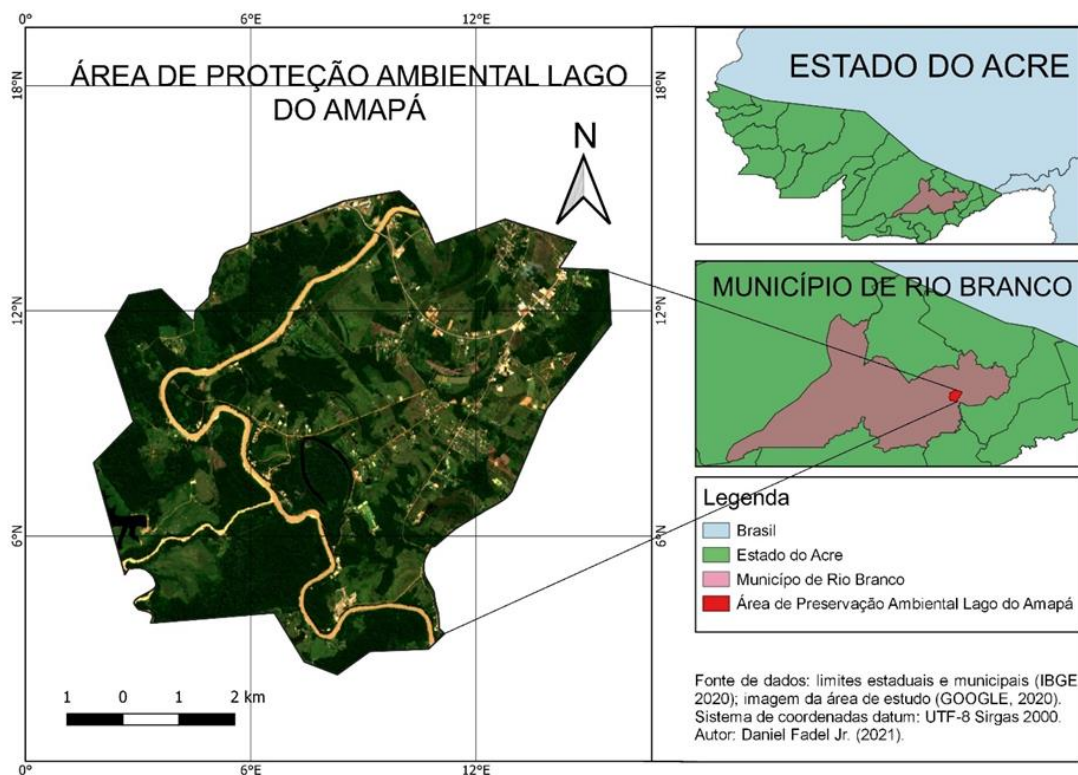 0°
6°E
12°E
ÁREA DE PROTEÇÃO AMBIENTAL LAGO
DO AMAPÁ
N
18°N
18°N
12°N
12°N
6°N
6°N
1 0 1 2 km
0°
6°E
12°E
ESTADO DO ACRE
MUNICÍPIO DE RIO BRANCO
Legenda
Brasil
Estado do Acre
Municípo de Rio Branco
Área de Preservação Ambiental Lago do Amapá
Fonte de dados: limites estaduais e municipais (IBGE
2020); imagem da área de estudo (GOOGLE, 2020).
Sistema de coordenadas datum: UTF-8 Sirgas 2000.
Autor: Daniel Fadel Jr. (2021).